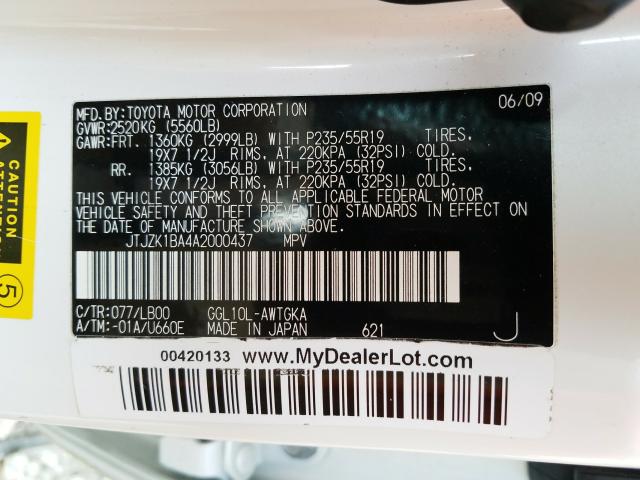 MFD.BY:TOYOTA MOTOR CORPORATION 06/09
GVWR:2520KG (5560LB)
GAWR:FRT. 1360KG (2999LB) WITH P235/55R19 TIRES,
19X7 1/2J RIMS, AT 220KPA (32PSI) COLD.
RR. 1385KG (3056LB) WITH P235/55R19 TIRES,
19X7 1/2J RIMS, AT 220KPA (32PSI) COLD.
THIS VEHICLE CONFORMS TO ALL APPLICABLE FEDERAL MOTOR
VEHICLE SAFETY AND THEFT PREVENTION STANDARDS IN EFFECT ON
THE DATE OF MANUFACTURE SHOWN ABOVE.
JTJZK1BA4A2000437 MPV
C/TR:077/LB00 GGL10L-AWTGKA
A/TM:-01A/U660E MADE IN JAPAN 621 J
00420133 www.MyDealerLot.com
ATTENTION
5